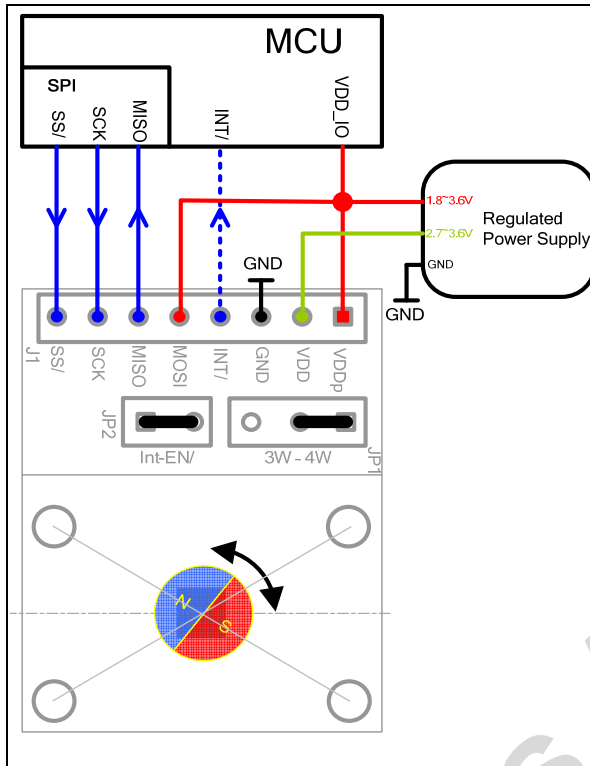 MCU
SPI
SS/
SCK
MISO
INT/
VDD_IO
1.8~3.6V
2.7~3.6V
GND
Regulated
Power Supply
GND
GND
J1
SS/
SCK
MISO
MOSI
INT/
GND
VDD
VDDp
JP2
Int-EN/
3W-4W
JP1
N
S